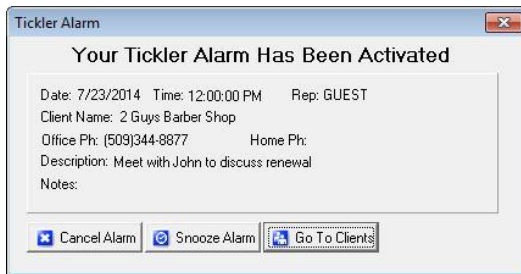 Tickler Alarm
Your Tickler Alarm Has Been Activated
Date: 7/23/2014 Time: 12:00:00 PM Rep: GUEST
Client Name: 2 Guys Barber Shop
Office Ph: (509)344-8877 Home Ph:
Description: Meet with John to discuss renewal
Notes:
Cancel Alarm Snooze Alarm Go To Clients